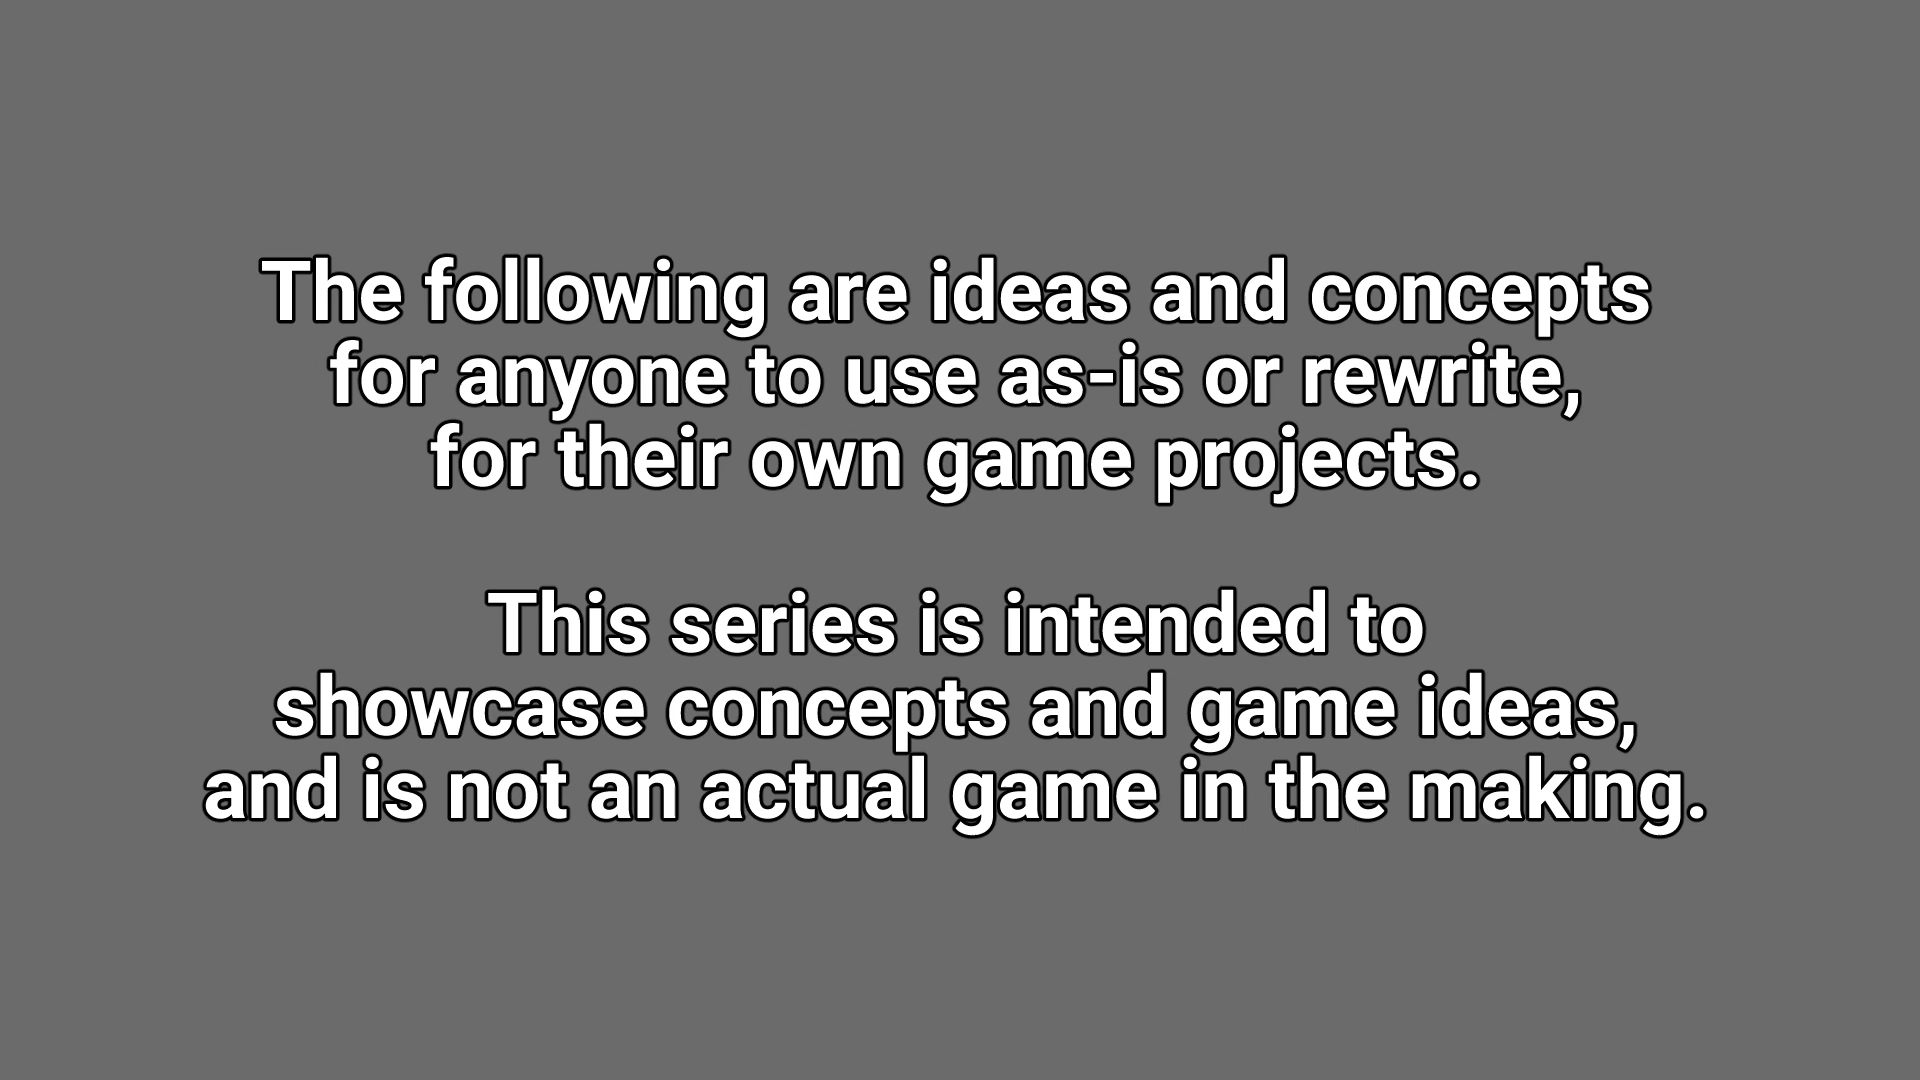 The following are ideas and concepts
for anyone to use as-is or rewrite,
for their own game projects.
This series is intended to
showcase concepts and game ideas,
and is not an actual game in the making.